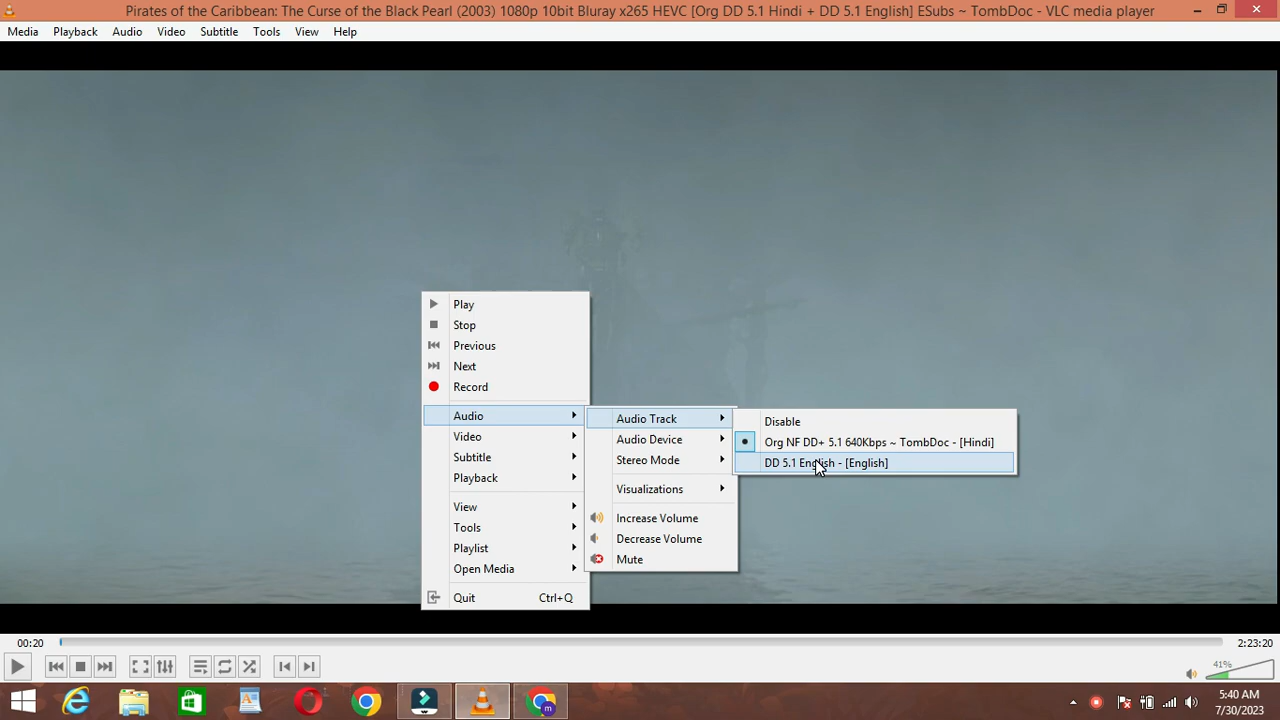 Pirates of the Caribbean: The Curse of the Black Pearl (2003) 1080p 10bit Bluray x265 HEVC [Org DD 5.1 Hindi + DD 5.1 English] ESubs ~ TombDoc - VLC media player
Media Playback Audio Video Subtitle Tools View Help
Play
Stop
Previous
Next
Record
Audio
Video
Subtitle
Playback
View
Tools
Playlist
Open Media
Quit Ctrl+Q
Audio Track
Audio Device
Stereo Mode
Visualizations
Increase Volume
Decrease Volume
Mute
Disable
Org NF DD+ 5.1 640Kbps ~ TombDoc - [Hindi]
DD 5.1 English - [English]
00:20 2:23:20
41%
m
5:40 AM
7/30/2023